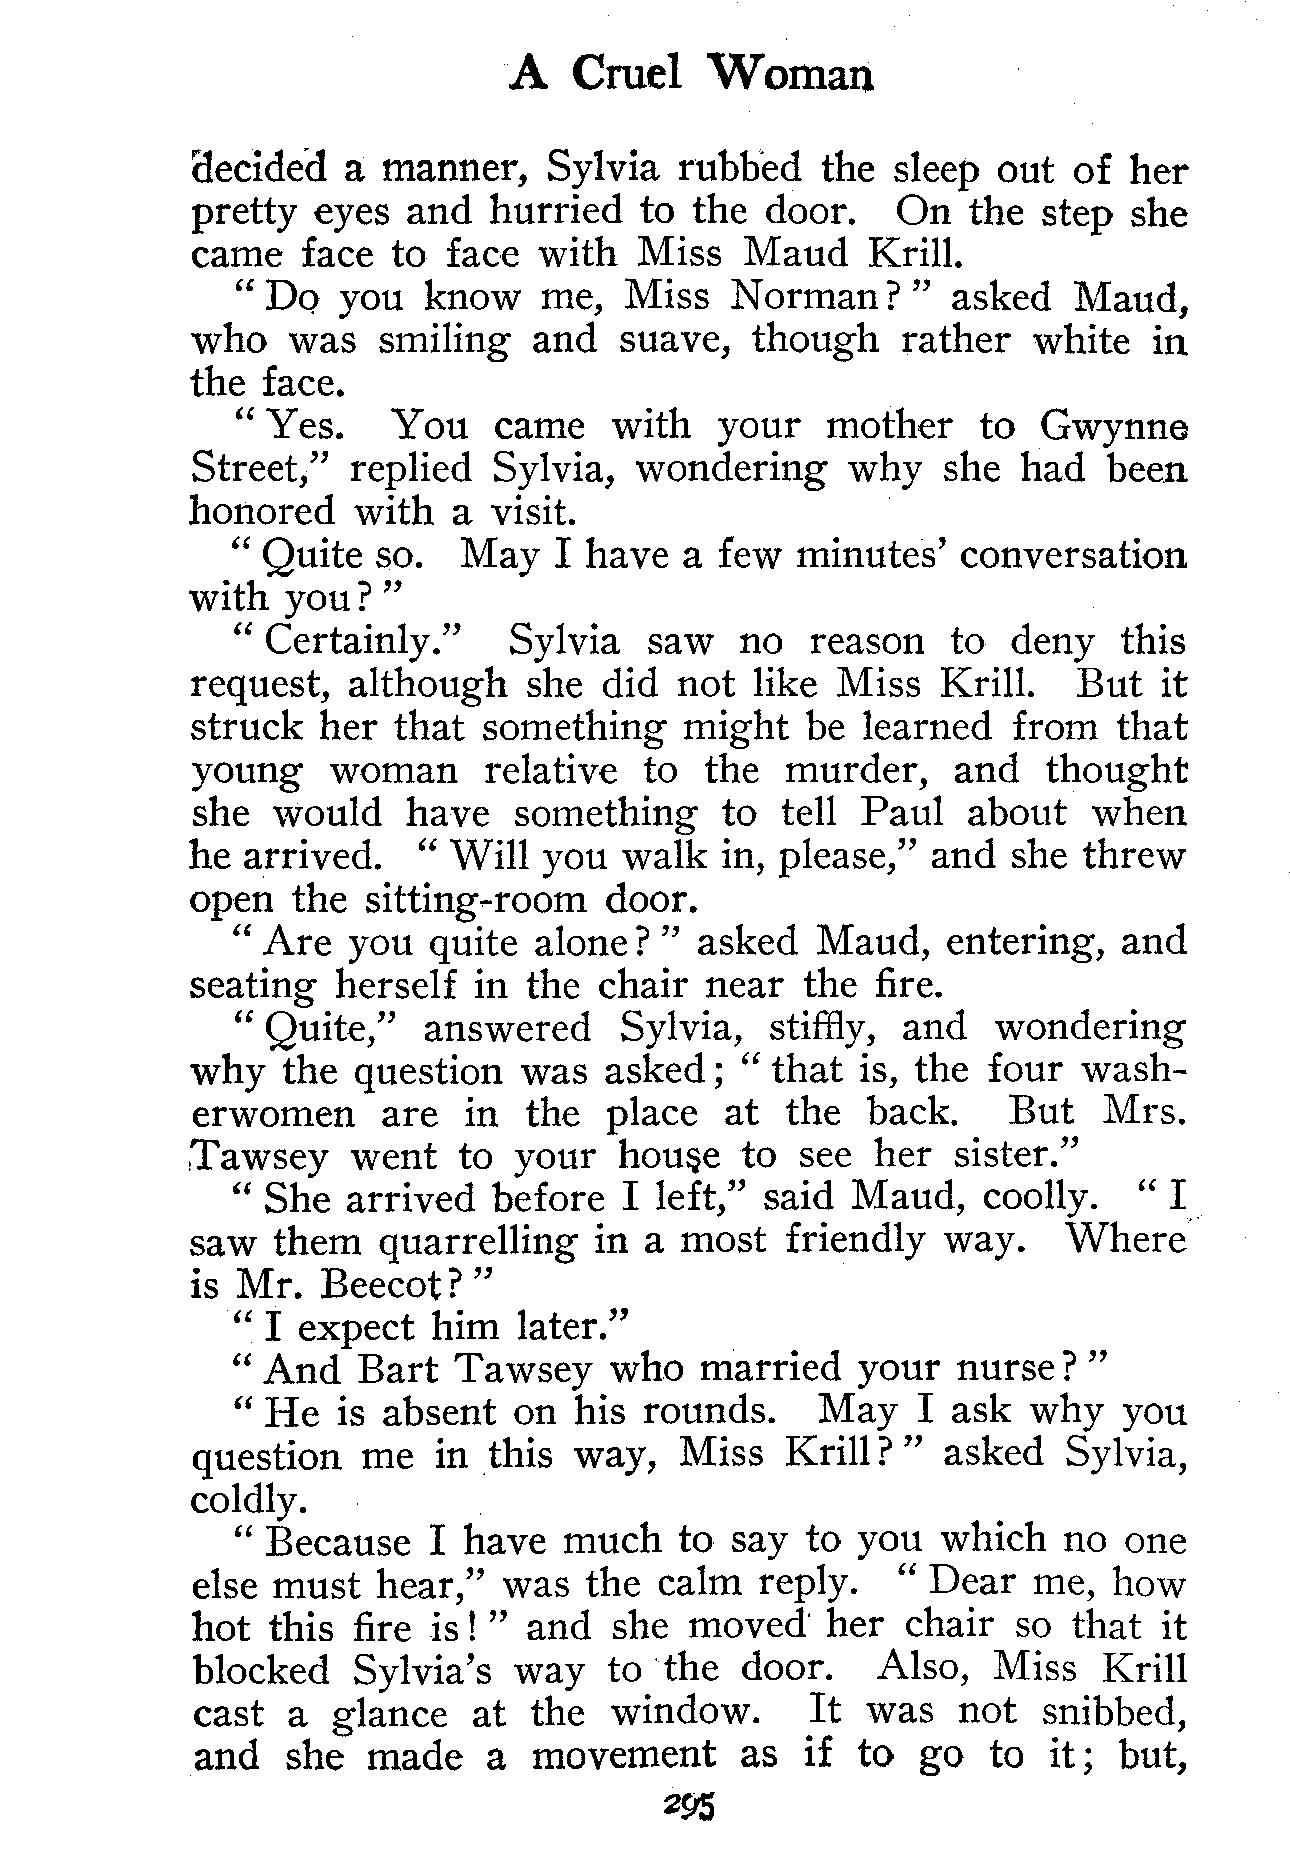 A Cruel Woman
decided a manner, Sylvia rubbed the sleep out of her
pretty eyes and hurried to the door. On the step she
came face to face with Miss Maud Krill.
“ Do you know me, Miss Norman? ” asked Maud,
who was smiling and suave, though rather white in
the face.
“ Yes. You came with your mother to Gwynne
Street,” replied Sylvia, wondering why she had been
honored with a visit.
“ Quite so. May I have a few minutes’ conversation
with you? ”
“ Certainly.” Sylvia saw no reason to deny this
request, although she did not like Miss Krill. But it
struck her that something might be learned from that
young woman relative to the murder, and thought
she would have something to tell Paul about when
he arrived. “ Will you walk in, please,” and she threw
open the sitting-room door.
“ Are you quite alone? ” asked Maud, entering, and
seating herself in the chair near the fire.
“ Quite,” answered Sylvia, stiffly, and wondering
why the question was asked; “ that is, the four wash-
erwomen are in the place at the back. But Mrs.
Tawsey went to your house to see her sister.”
“ She arrived before I left,” said Maud, coolly. “ I
saw them quarrelling in a most friendly way. Where
is Mr. Beecot? ”
“ I expect him later.”
“ And Bart Tawsey who married your nurse? ”
“ He is absent on his rounds. May I ask why you
question me in this way, Miss Krill? ” asked Sylvia,
coldly.
“ Because I have much to say to you which no one
else must hear,” was the calm reply. “ Dear me, how
hot this fire is! ” and she moved her chair so that it
blocked Sylvia’s way to the door. Also, Miss Krill
cast a glance at the window. It was not snibbed,
and she made a movement as if to go to it; but,
295